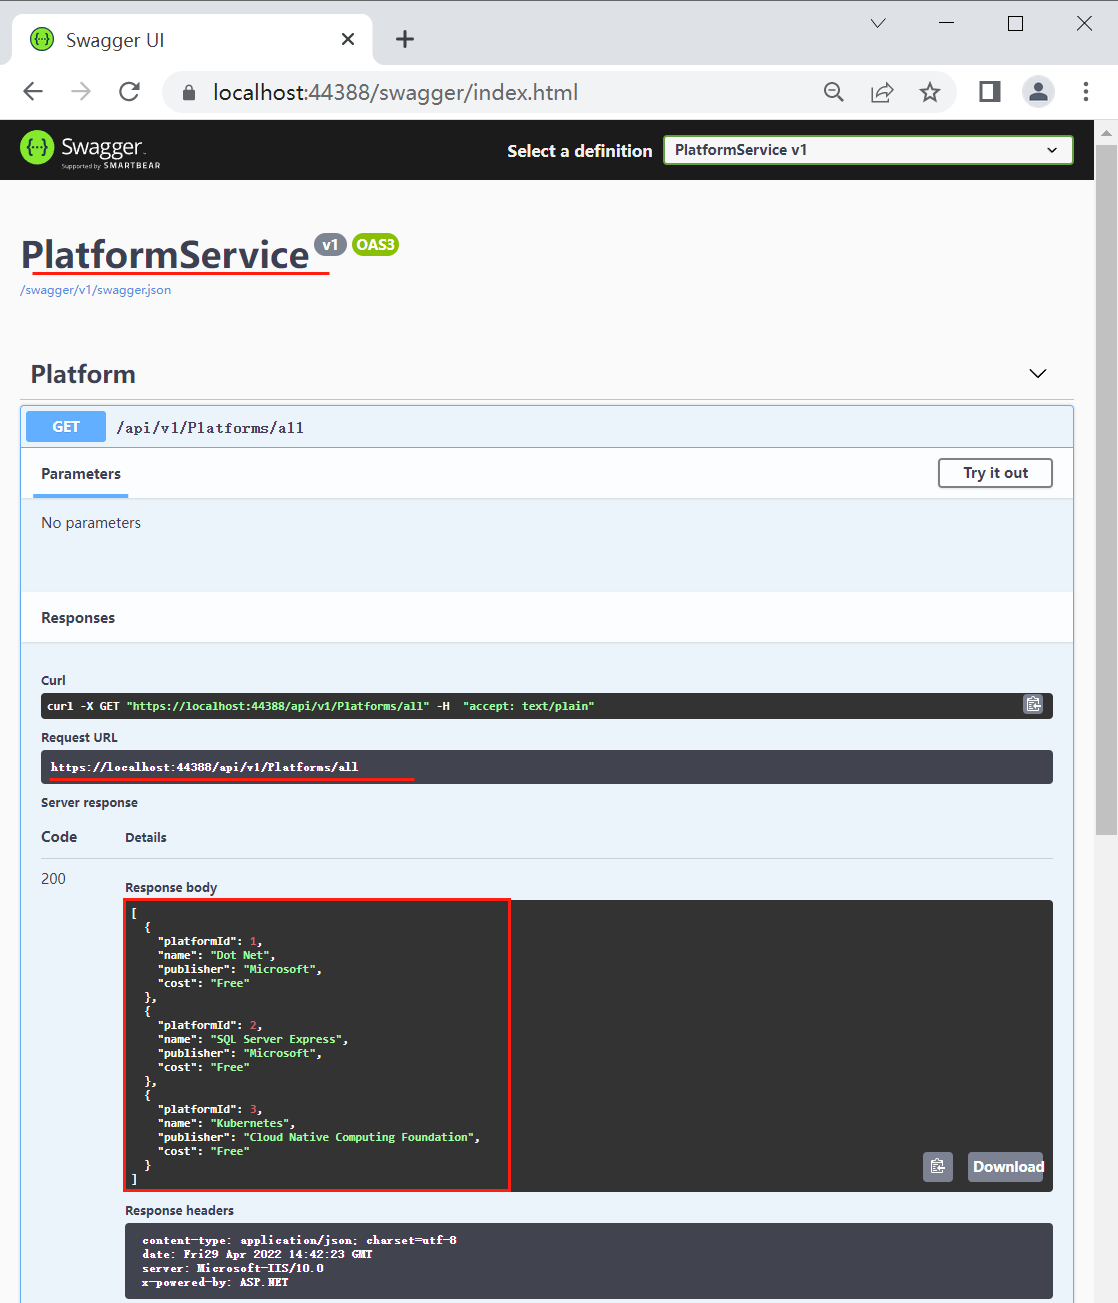 Swagger UI
localhost:44388/swagger/index.html
Swagger
Supported by SMARTBEAR
Select a definition
PlatformService v1
PlatformService v1 OAS3
/swagger/v1/swagger.json
Platform
GET /api/v1/Platforms/all
Parameters
Try it out
No parameters
Responses
Curl
curl -X GET "https://localhost:44388/api/v1/Platforms/all" -H  "accept: text/plain"
Request URL
https://localhost:44388/api/v1/Platforms/all
Server response
Code Details
200
Response body
[
  {
    "platformId": 1,
    "name": "Dot Net",
    "publisher": "Microsoft",
    "cost": "Free"
  },
  {
    "platformId": 2,
    "name": "SQL Server Express",
    "publisher": "Microsoft",
    "cost": "Free"
  },
  {
    "platformId": 3,
    "name": "Kubernetes",
    "publisher": "Cloud Native Computing Foundation",
    "cost": "Free"
  }
]
Download
Response headers
content-type: application/json; charset=utf-8
date: Fri29 Apr 2022 14:42:23 GMT
server: Microsoft-IIS/10.0
x-powered-by: ASP.NET